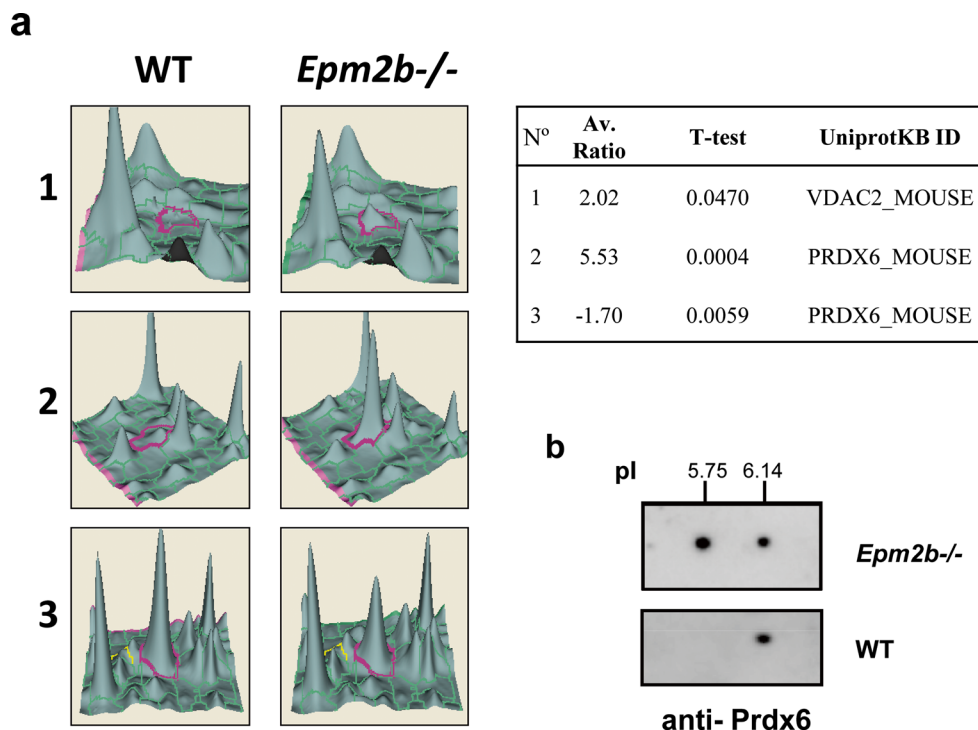 a
WT
Epm2b-/-
1
2
3
Nº Av. Ratio T-test UniprotKB ID
1 2.02 0.0470 VDAC2_MOUSE
2 5.53 0.0004 PRDX6_MOUSE
3 -1.70 0.0059 PRDX6_MOUSE
b
pI 5.75 6.14
Epm2b-/-
WT
anti- Prdx6